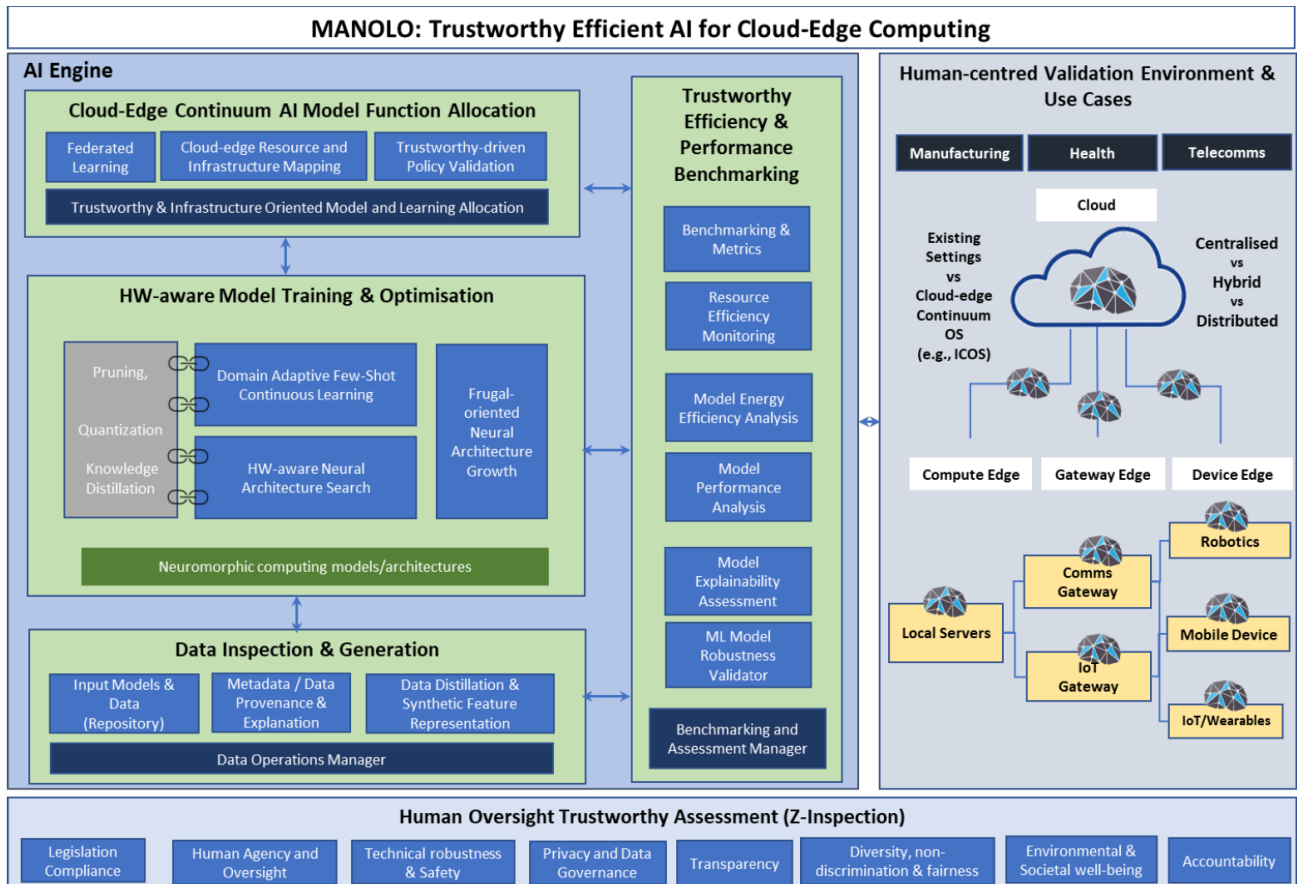 MANOLO: Trustworthy Efficient AI for Cloud-Edge Computing
AI Engine
Cloud-Edge Continuum AI Model Function Allocation
Federated
Learning
Cloud-edge Resource and
Infrastructure Mapping
Trustworthy-driven
Policy Validation
Trustworthy & Infrastructure Oriented Model and Learning Allocation
HW-aware Model Training & Optimisation
Pruning,
Quantization
Knowledge
Distillation
Domain Adaptive Few-Shot
Continuous Learning
HW-aware Neural
Architecture Search
Frugal-
oriented
Neural
Architecture
Growth
Neuromorphic computing models/architectures
Data Inspection & Generation
Input Models &
Data
(Repository)
Metadata / Data
Provenance &
Explanation
Data Distillation &
Synthetic Feature
Representation
Data Operations Manager
Trustworthy
Efficiency &
Performance
Benchmarking
Benchmarking &
Metrics
Resource
Efficiency
Monitoring
Model Energy
Efficiency Analysis
Model
Performance
Analysis
Model
Explainability
Assessment
ML Model
Robustness
Validator
Benchmarking and
Assessment Manager
Human-centred Validation Environment &
Use Cases
Manufacturing
Health
Telecomms
Cloud
Existing
Settings
vs
Cloud-edge
Continuum
OS
(e.g., ICOS)
Centralised
vs
Hybrid
vs
Distributed
Compute Edge
Gateway Edge
Device Edge
Local Servers
Comms
Gateway
IoT
Gateway
Robotics
Mobile Device
IoT/Wearables
Human Oversight Trustworthy Assessment (Z-Inspection)
Legislation
Compliance
Human Agency and
Oversight
Technical robustness
& Safety
Privacy and Data
Governance
Transparency
Diversity, non-
discrimination & fairness
Environmental &
Societal well-being
Accountability